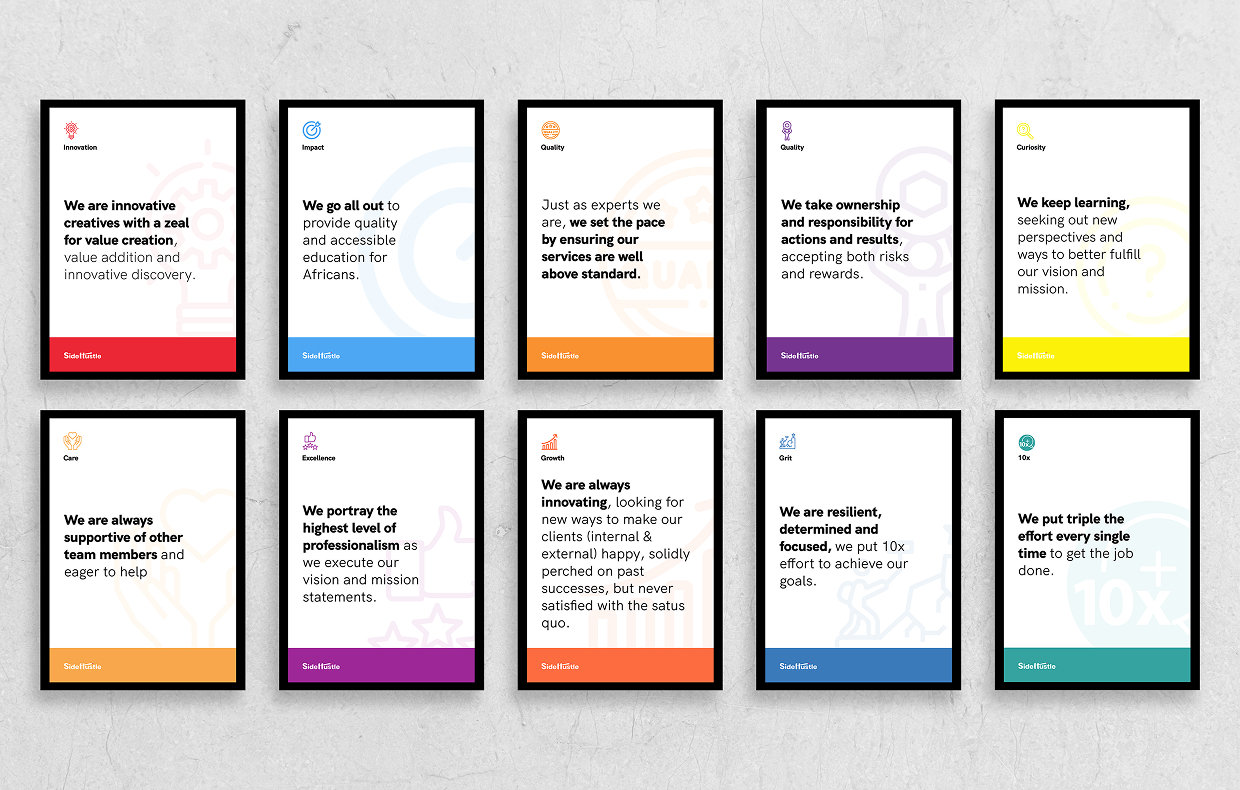 Innovation
We are innovative
creatives with a zeal
for value creation,
value addition and
innovative discovery.
SideHustle
Impact
We go all out to
provide quality
and accessible
education for
Africans.
SideHustle
Quality
Just as experts we
are, we set the pace
by ensuring our
services are well
above standard.
QUALI
SideHustle
Quality
We take ownership
and responsibility for
actions and results,
accepting both risks
and rewards.
SideHustle
Curiosity
We keep learning,
seeking out new
perspectives and
ways to better fulfill
our vision and
mission.
?
SideHustle
Care
We are always
supportive of other
team members and
eager to help
SideHustle
Excellence
We portray the
highest level of
professionalism as
we execute our
vision and mission
statements.
SideHustle
Growth
We are always
innovating, looking for
new ways to make our
clients (internal &
external) happy, solidly
perched on past
successes, but never
satisfied with the satus
quo.
SideHustle
Grit
We are resilient,
determined and
focused, we put 10x
effort to achieve our
goals.
SideHustle
10x
10x
We put triple the
effort every single
time to get the job
done.
10x
SideHustle